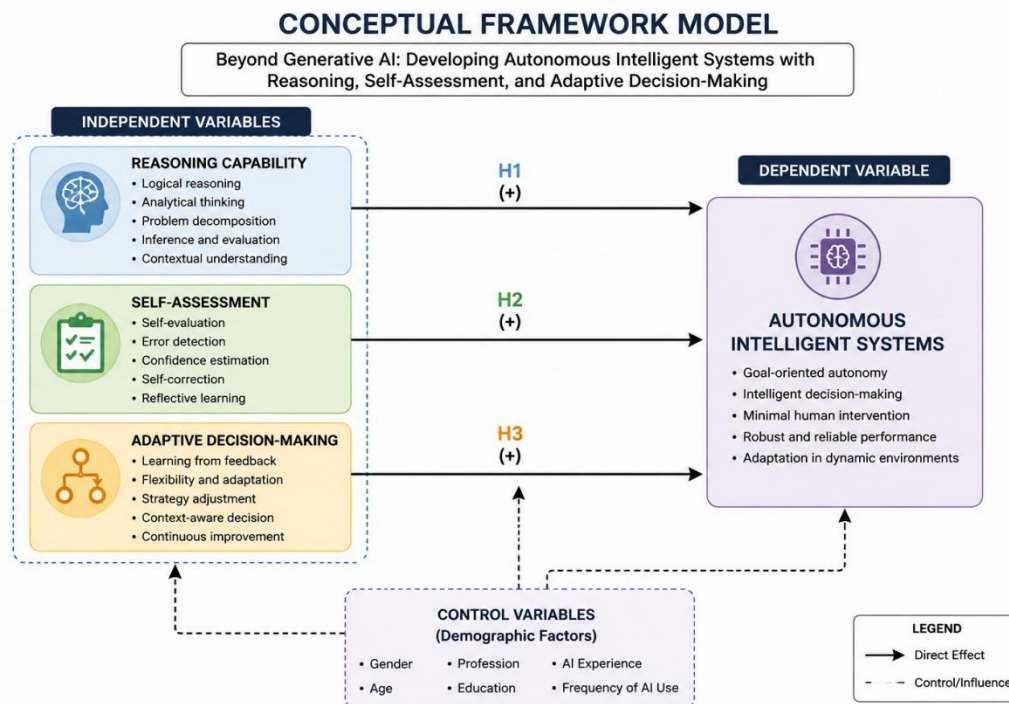 CONCEPTUAL FRAMEWORK MODEL
Beyond Generative AI: Developing Autonomous Intelligent Systems with
Reasoning, Self-Assessment, and Adaptive Decision-Making
INDEPENDENT VARIABLES
REASONING CAPABILITY
• Logical reasoning
• Analytical thinking
• Problem decomposition
• Inference and evaluation
• Contextual understanding
SELF-ASSESSMENT
• Self-evaluation
• Error detection
• Confidence estimation
• Self-correction
• Reflective learning
ADAPTIVE DECISION-MAKING
• Learning from feedback
• Flexibility and adaptation
• Strategy adjustment
• Context-aware decision
• Continuous improvement
H1
(+)
H2
(+)
H3
(+)
DEPENDENT VARIABLE
AUTONOMOUS
INTELLIGENT SYSTEMS
• Goal-oriented autonomy
• Intelligent decision-making
• Minimal human intervention
• Robust and reliable performance
• Adaptation in dynamic environments
CONTROL VARIABLES
(Demographic Factors)
• Gender • Profession • AI Experience
• Age • Education • Frequency of AI Use
LEGEND
Direct Effect
Control/Influence